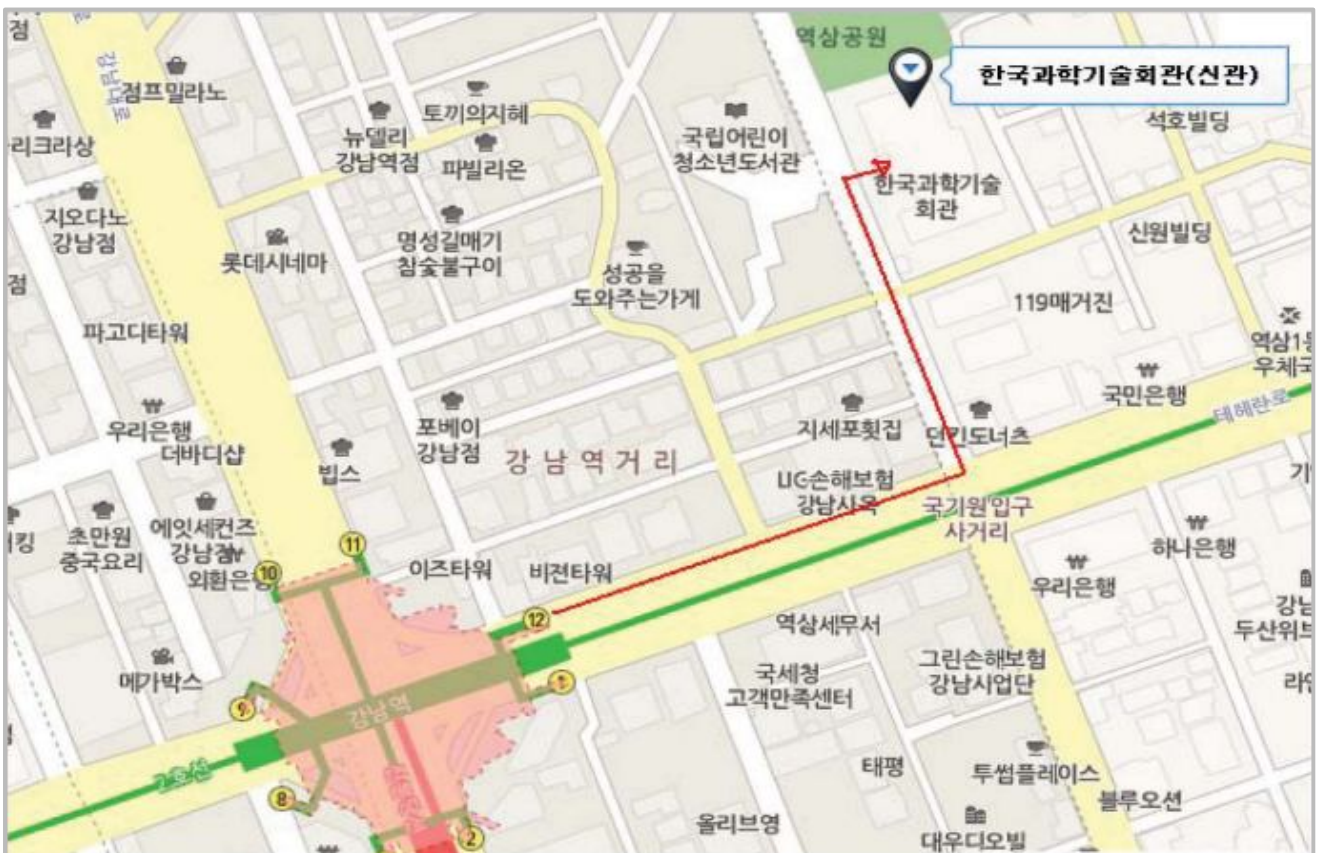 점
강남대로
점프밀라노
리크라상
지오다노
강남점
점
뉴델리
강남역점
토끼의지혜
파빌리온
국립어린이
청소년도서관
역삼공원
한국과학기술회관(신관)
석호빌딩
한국과학기술
회관
신원빌딩
롯데시네마
명성길매기
참숯불구이
성공을
도와주는가게
119매거진
파고다타워
역삼1동
우체국
국민은행
테헤란로
우리은행
더바디샵
빕스
포베이
강남점
강남역거리
지세포횟집
던킨도너츠
LIG손해보험
강남사옥
국기원입구
사거리
기
킹
초만원
중국요리
에잇세컨즈
강남점
외환은행
10
11
이즈타워
비젼타워
12
하나은행
우리은행
강남
두산위브
역삼세무서
국세청
고객만족센터
그린손해보험
강남사업단
라인
메가박스
9
강남역
1
2호선
8
2
태평
투썸플레이스
블루오션
올리브영
대우디오빌